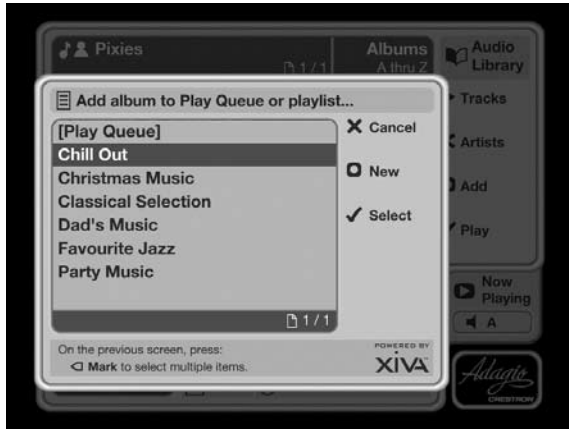 Pixies
1/1
Albums
A thru Z
Audio
Library
Tracks
Artists
Add
Play
Now
Playing
A
Add album to Play Queue or playlist...
[Play Queue]
Chill Out
Christmas Music
Classical Selection
Dad's Music
Favourite Jazz
Party Music
1/1
Cancel
New
Select
On the previous screen, press:
Mark to select multiple items.
POWERED BY
XiVA
Adagio
CRESTRON